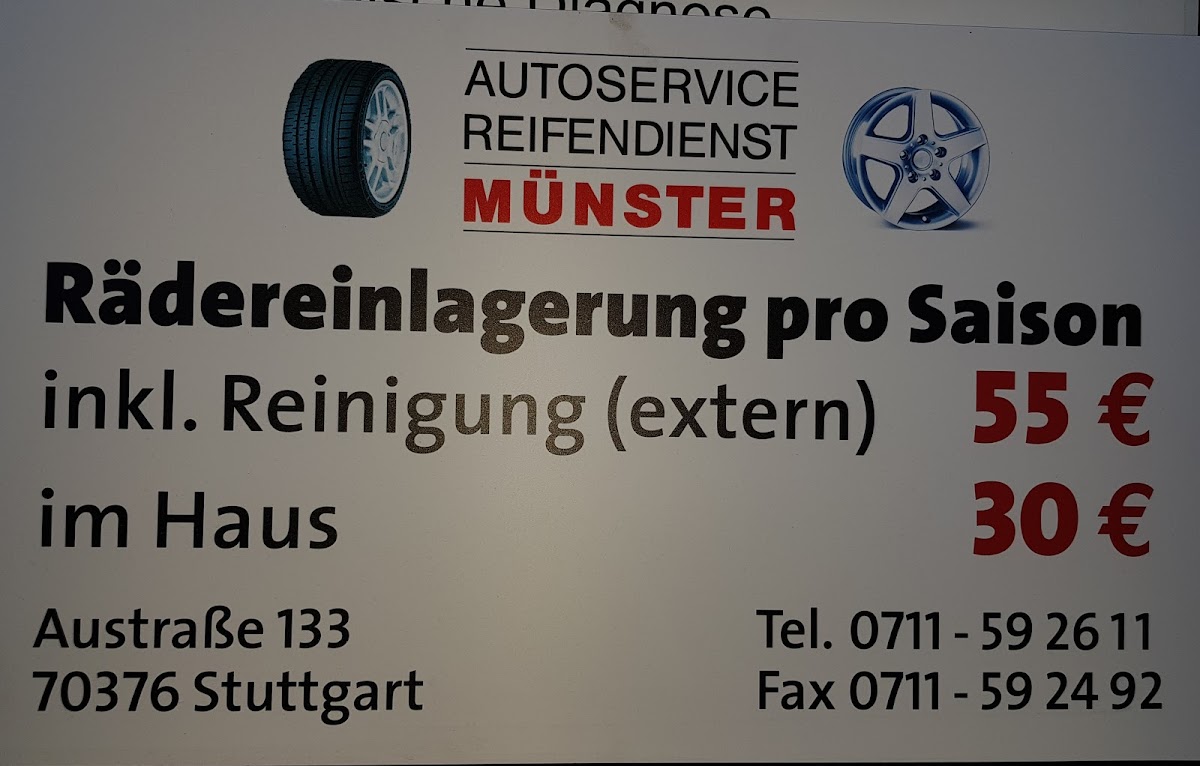 Diagnose
AUTOSERVICE
REIFENDIENST
MÜNSTER
Rädereinlagerung pro Saison
inkl. Reinigung (extern) 55 €
im Haus 30 €
Austraße 133
70376 Stuttgart
Tel. 0711 - 59 26 11
Fax 0711 - 59 24 92